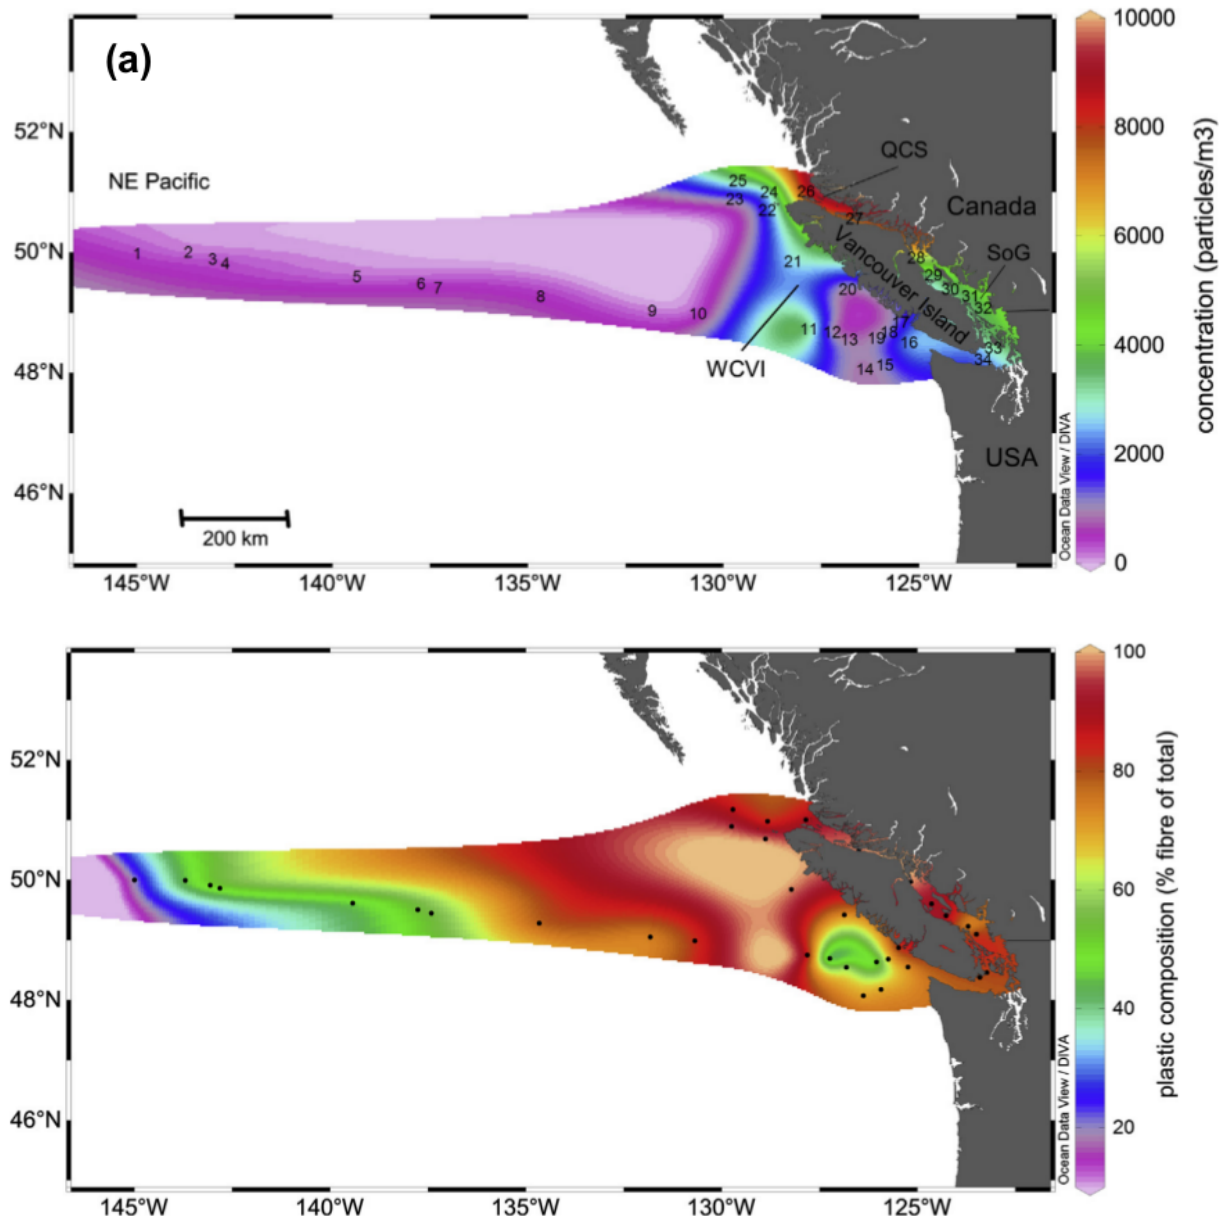 (a)
10000
52°N
8000
QCS
NE Pacific
25
24
26
23
22
27
Canada
6000
50°N
1
2
3
4
5
6
7
8
9
10
21
20
Vancouver Island
28
SoG
29
30
31
32
11
12
13
19
18
17
16
33
34
4000
48°N
WCVI
14
15
concentration (particles/m3)
2000
USA
46°N
200 km
0
Ocean Data View / DIVA
145°W
140°W
135°W
130°W
125°W
100
52°N
80
50°N
60
48°N
40
plastic composition (% fibre of total)
46°N
20
Ocean Data View / DIVA
145°W
140°W
135°W
130°W
125°W